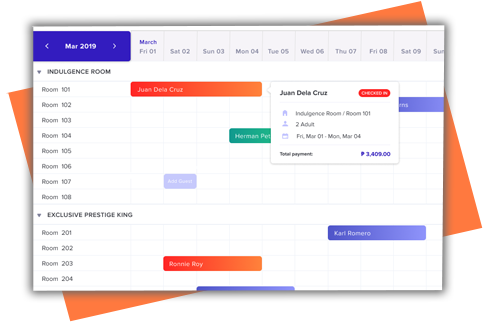 Mar 2019
March
Fri 01 Sat 02 Sun 03 Mon 04 Tue 05 Wed 06 Thu 07 Fri 08 Sat 09 Sun
INDULGENCE ROOM
Room 101
Juan Dela Cruz
Room 102
Room 103
Room 104
Herman Pet
Room 105
Room 106
Room 107
Room 108
Juan Dela Cruz
CHECKED IN
Indulgence Room / Room 101
2 Adult
Fri, Mar 01 - Mon, Mar 04
Total payment: ₱ 3,409.00
EXCLUSIVE PRESTIGE KING
Room 201
Karl Romero
Room 202
Room 203
Ronnie Roy
Room 204